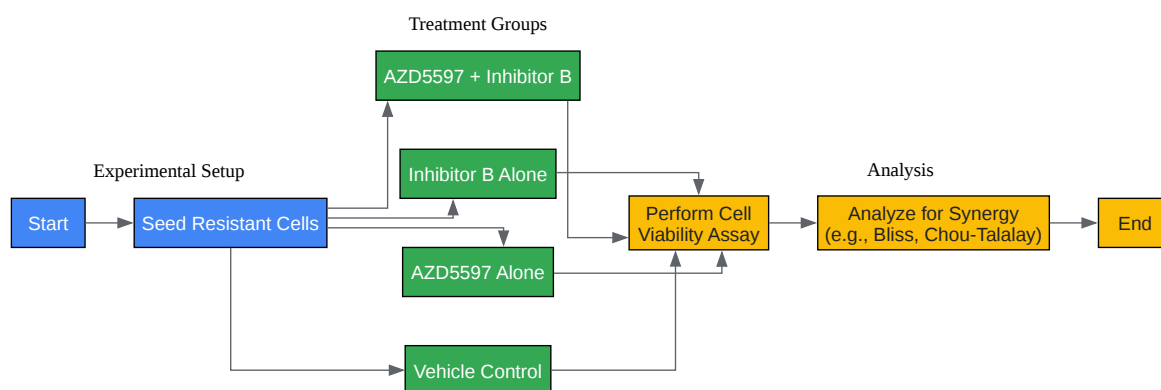 Treatment Groups
AZD5597 + Inhibitor B
Experimental Setup
Inhibitor B Alone
Analysis
Start
Seed Resistant Cells
Perform Cell
Viability Assay
Analyze for Synergy
(e.g., Bliss, Chou-Talalay)
End
AZD5597 Alone
Vehicle Control